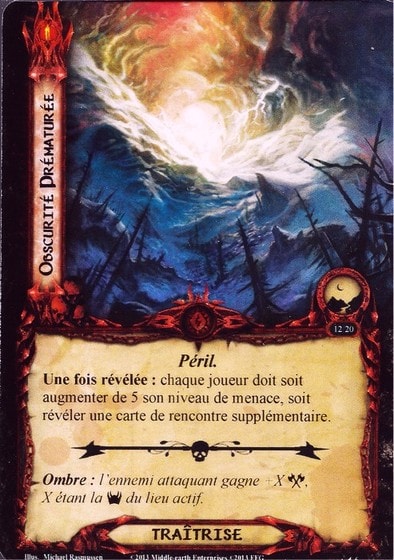 OBSCURITÉ PRÉMATURÉE
12 20
Péril.
Une fois révélée : chaque joueur doit soit
augmenter de 5 son niveau de menace, soit
révéler une carte de rencontre supplémentaire.
Ombre : l'ennemi attaquant gagne +X ,
X étant la du lieu actif.
TRAÎTRISE
Illus. Michael Rasmussen ©2013 Middle-earth Enterprises ©2013 FFG